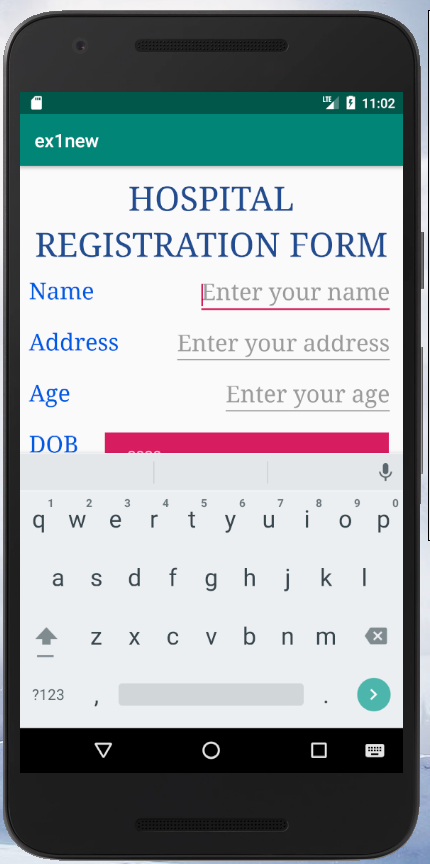 LTE 11:02
ex1new
HOSPITAL
REGISTRATION FORM
Name Enter your name
Address Enter your address
Age Enter your age
DOB
1 2 3 4 5 6 7 8 9 0
q w e r t y u i o p
a s d f g h j k l
z x c v b n m
?123 , .